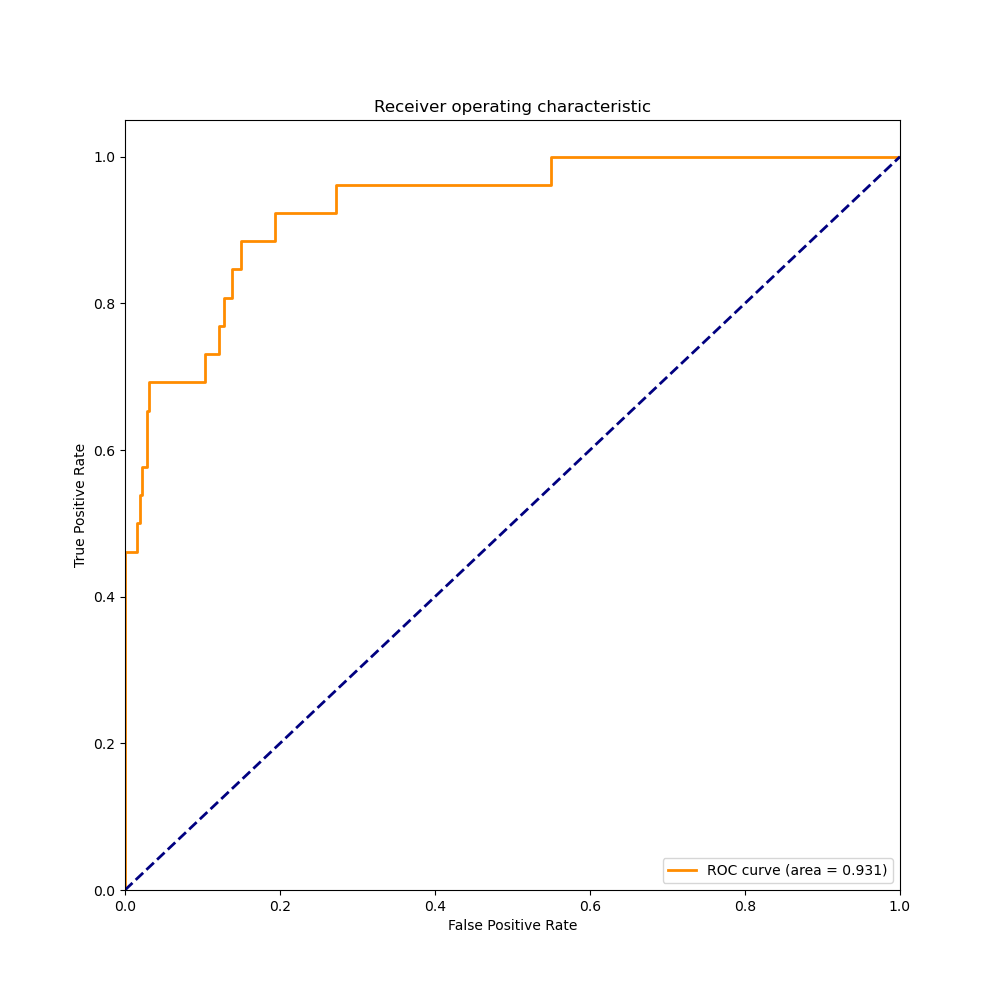 Receiver operating characteristic
True Positive Rate
1.0
0.8
0.6
0.4
0.2
0.0
0.0 0.2 0.4 0.6 0.8 1.0
False Positive Rate
ROC curve (area = 0.931)